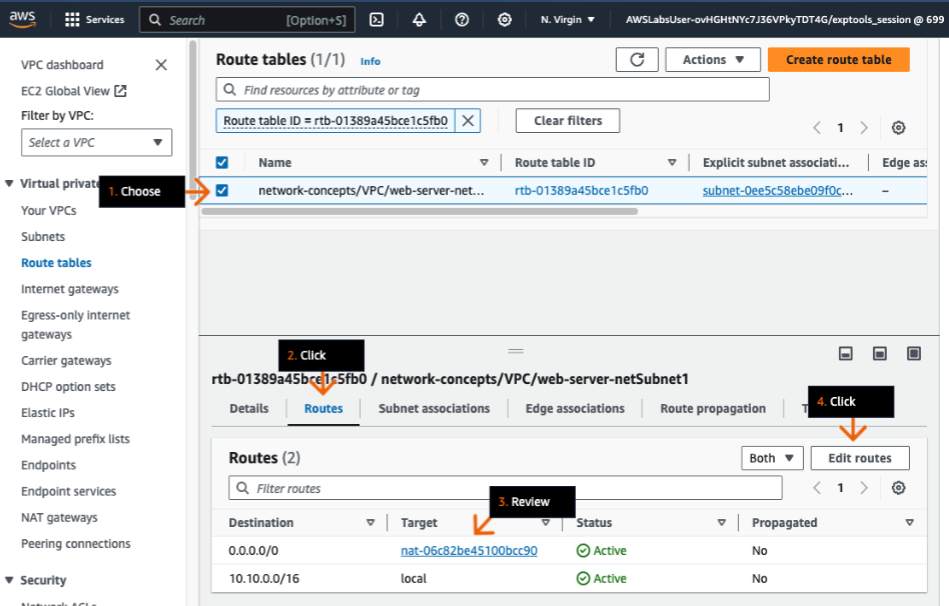 aws Services Search [Option+S] N. Virgin AWSLabsUser-ovHGHtNYc7J36VPkyTDT4G/exptools_session @ 699
VPC dashboard
EC2 Global View
Filter by VPC:
Select a VPC
Virtual private
Your VPCs
Subnets
Route tables
Internet gateways
Egress-only internet
gateways
Carrier gateways
DHCP option sets
Elastic IPs
Managed prefix lists
Endpoints
Endpoint services
NAT gateways
Peering connections
Security
Network ACLs
Route tables (1/1) Info Actions Create route table
Find resources by attribute or tag
Route table ID = rtb-01389a45bce1c5fb0 Clear filters 1
Name Route table ID Explicit subnet associati... Edge ass
1. Choose
network-concepts/VPC/web-server-net... rtb-01389a45bce1c5fb0 subnet-0ee5c58ebe09f0c... –
2. Click
rtb-01389a45bce1c5fb0 / network-concepts/VPC/web-server-netSubnet1
Details Routes Subnet associations Edge associations Route propagation T
4. Click
Routes (2) Both Edit routes
Filter routes 1
3. Review
Destination Target Status Propagated
0.0.0.0/0 nat-06c82be45100bcc90 Active No
10.10.0.0/16 local Active No